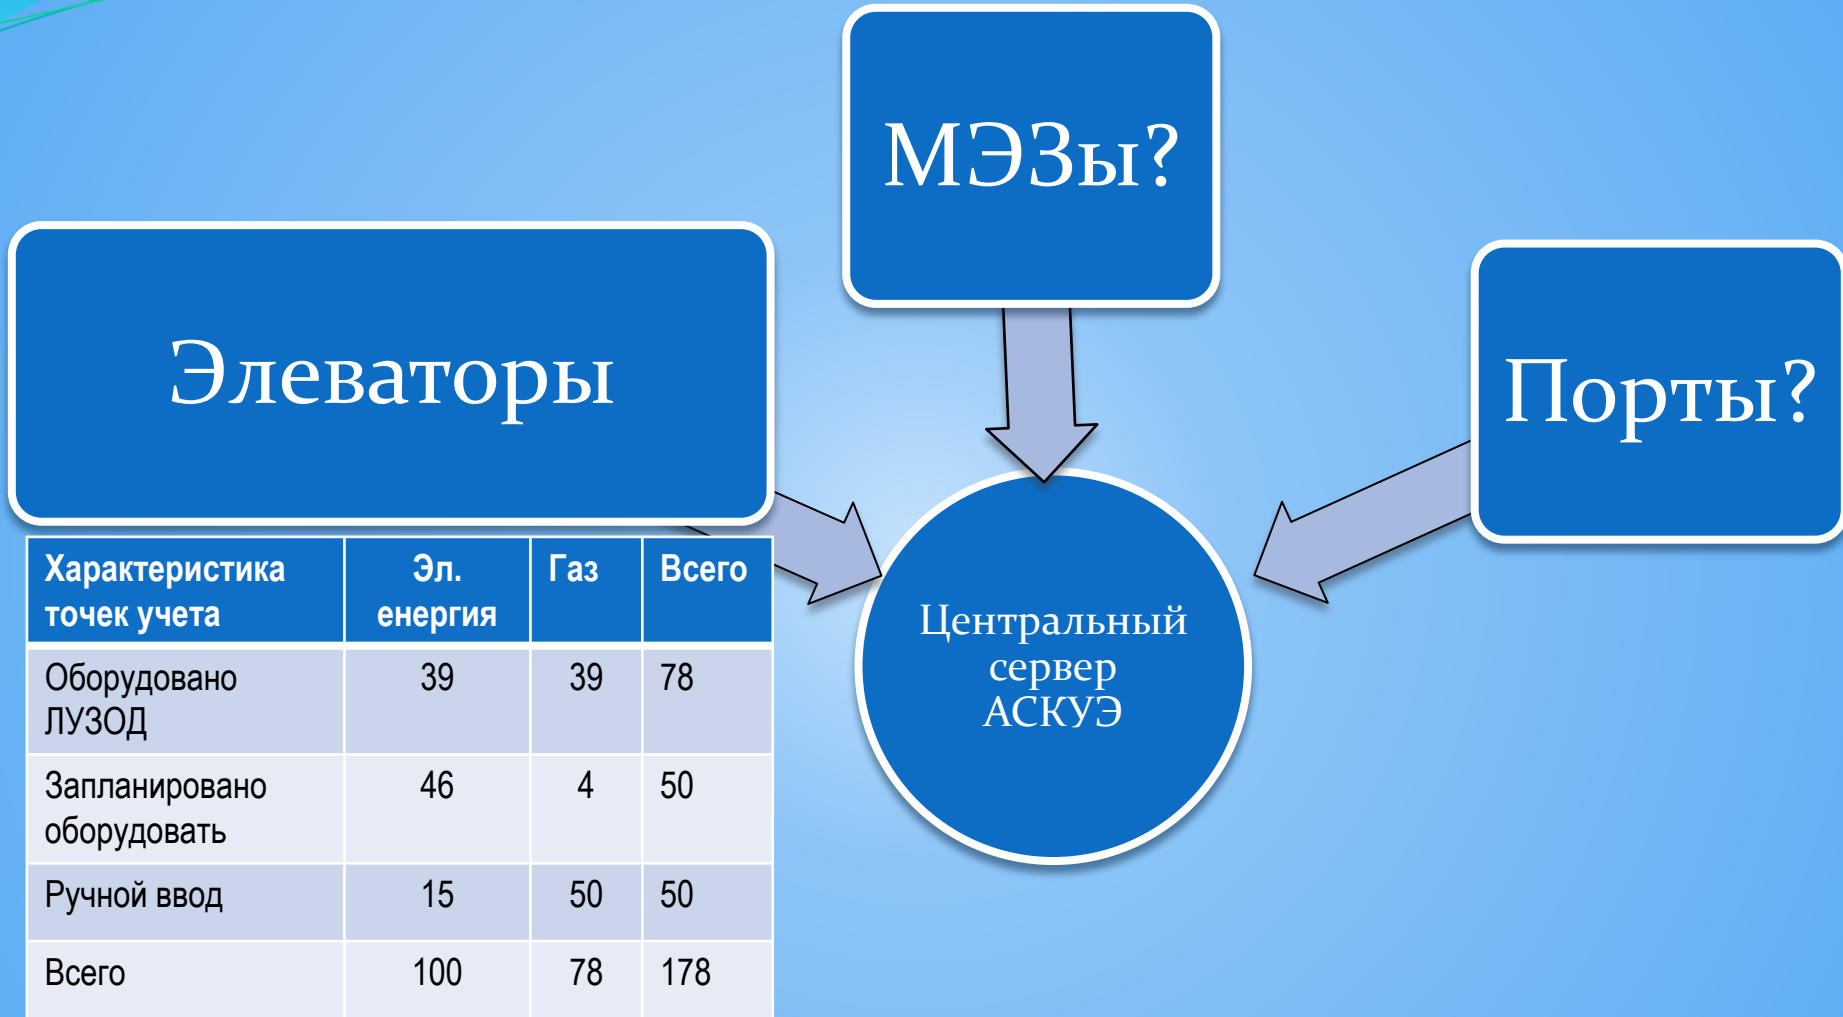 МЭЗы?
Элеваторы
Порты?
Центральный
сервер
АСКУЭ
Характеристика
точек учета
Эл.
енергия
Газ
Всего
Оборудовано
ЛУЗОД
39
39
78
Запланировано
оборудовать
46
4
50
Ручной ввод
15
50
50
Всего
100
78
178